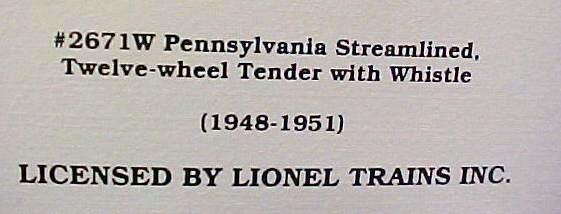 #2671W Pennsylvania Streamlined,
Twelve-wheel Tender with Whistle
(1948-1951)
LICENSED BY LIONEL TRAINS INC.